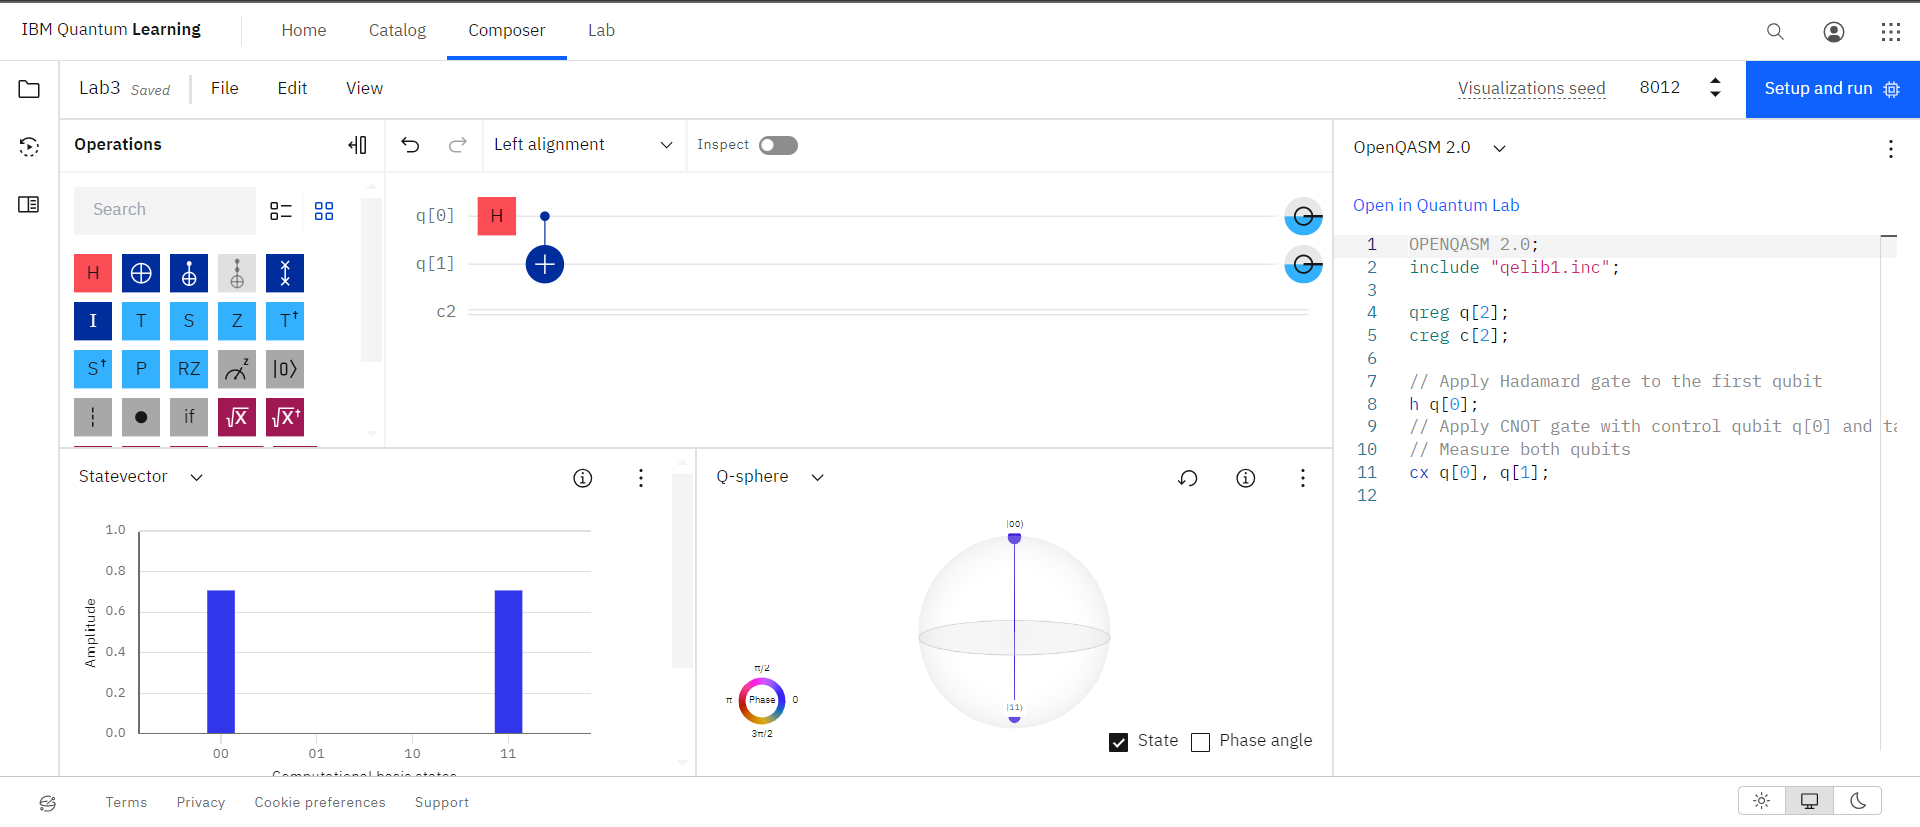 IBM Quantum Learning
Home
Catalog
Composer
Lab
Lab3 Saved
File
Edit
View
Visualizations seed
8012
Setup and run
Operations
Left alignment
Inspect
OpenQASM 2.0
Search
Open in Quantum Lab
H
I T S Z T†
S† P RZ z |0⟩
if √X √X†
q[0] H
q[1]
c2
1 OPENQASM 2.0;
2 include "qelib1.inc";
3
4 qreg q[2];
5 creg c[2];
6
7 // Apply Hadamard gate to the first qubit
8 h q[0];
9 // Apply CNOT gate with control qubit q[0] and ta
10 // Measure both qubits
11 cx q[0], q[1];
12
Statevector
1.0
0.8
0.6
0.4
0.2
0.0
Amplitude
00 01 10 11
Computational basis states
Q-sphere
|00⟩
|11⟩
π/2
π Phase 0
3π/2
State
Phase angle
Terms
Privacy
Cookie preferences
Support